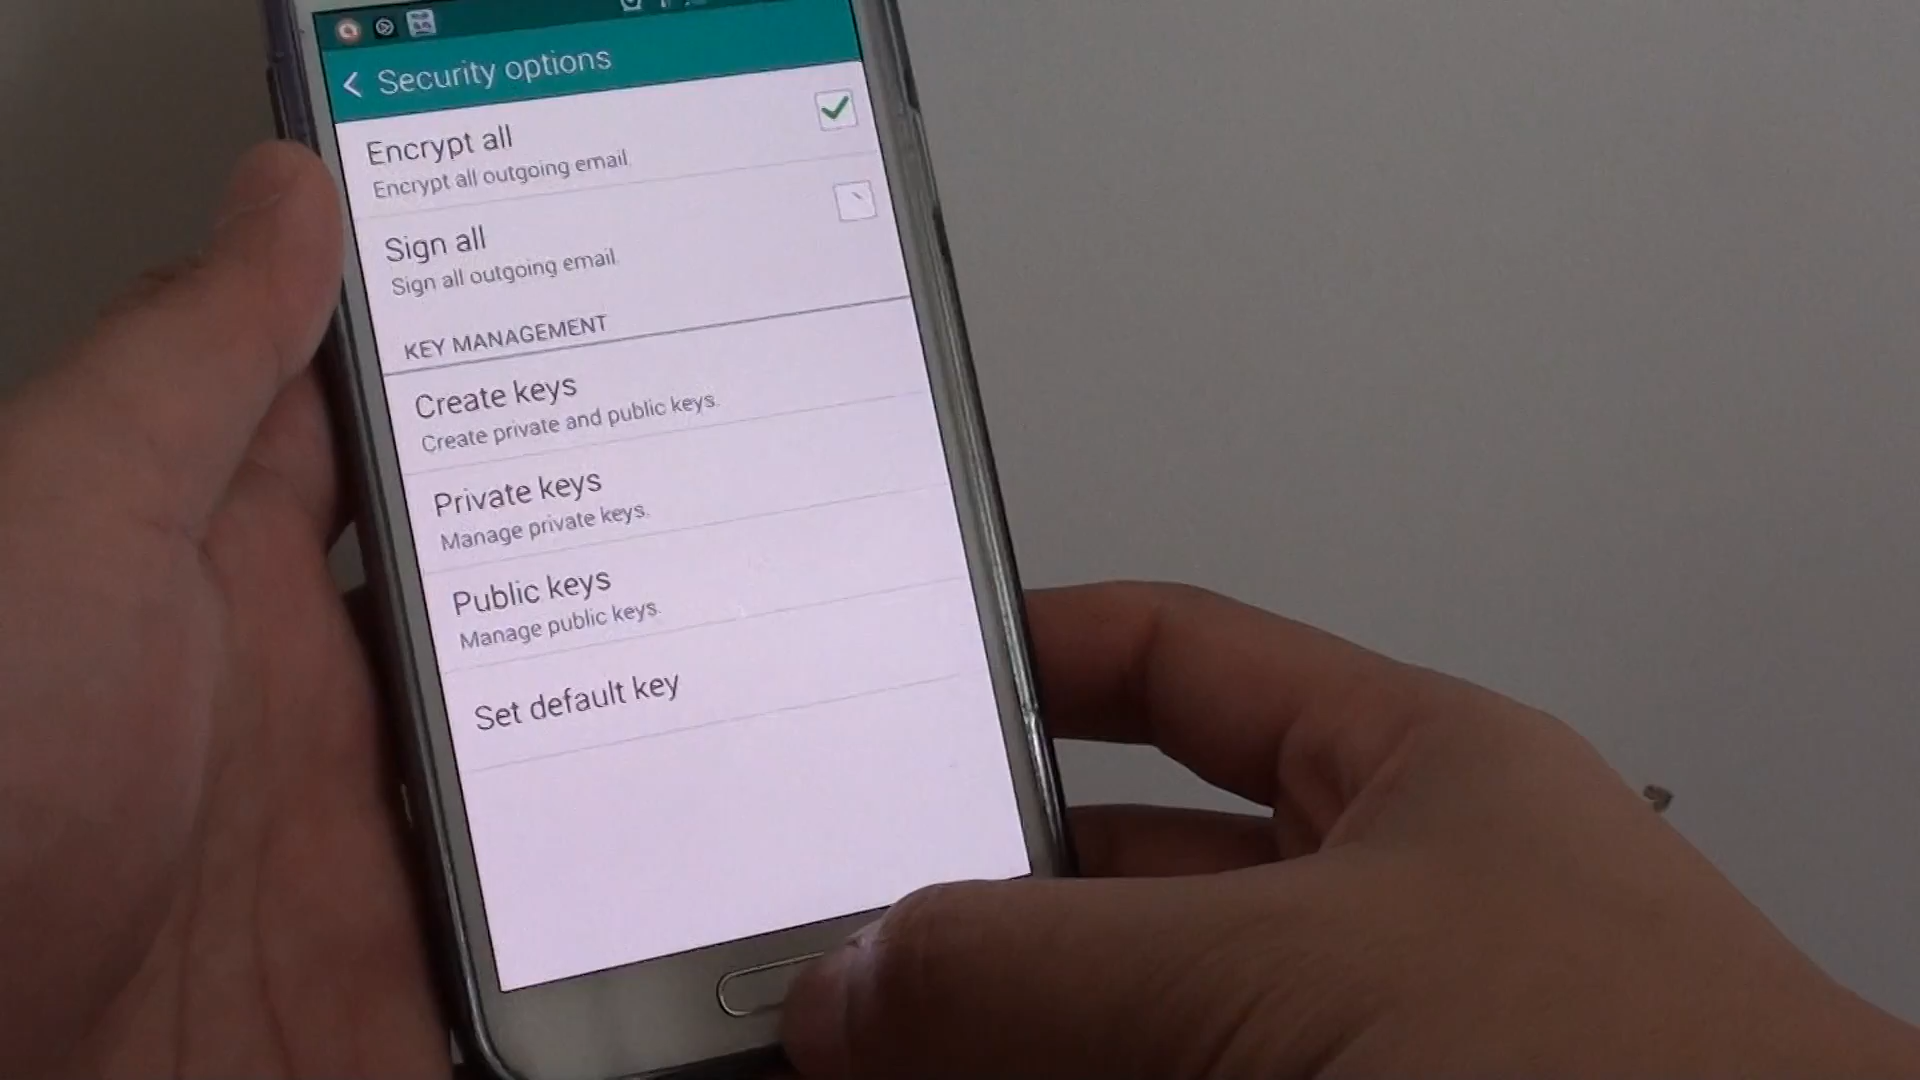 Security options
Encrypt all
Encrypt all outgoing email.
Sign all
Sign all outgoing email.
KEY MANAGEMENT
Create keys
Create private and public keys.
Private keys
Manage private keys.
Public keys
Manage public keys.
Set default key